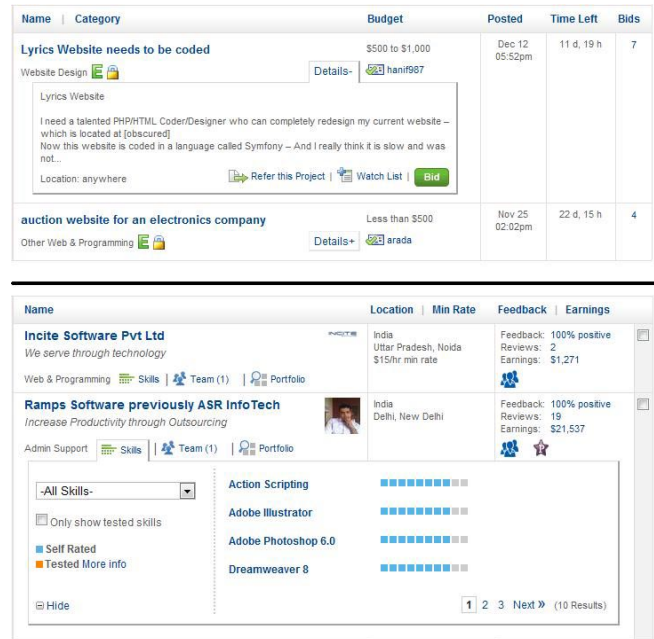 Name | Category Budget Posted Time Left Bids
Lyrics Website needs to be coded $500 to $1,000 Dec 12 11 d, 19 h 7
05:52pm
Website Design E Details- hanif987
Lyrics Website
I need a talented PHP/HTML Coder/Designer who can completely redesign my current website –
which is located at [obscured]
Now this website is coded in a language called Symfony – And I really think it is slow and was
not...
Location: anywhere Refer this Project | Watch List | Bid
auction website for an electronics company Less than $500 Nov 25 22 d, 15 h 4
02:02pm
Other Web & Programming E Details+ arada
Name Location | Min Rate Feedback | Earnings
Incite Software Pvt Ltd INCITE India Feedback: 100% positive
We serve through technology Uttar Pradesh, Noida Reviews: 2
$15/hr min rate Earnings: $1,271
Web & Programming Skills | Team (1) | Portfolio
Ramps Software previously ASR InfoTech India Feedback: 100% positive
Increase Productivity through Outsourcing Delhi, New Delhi Reviews: 19
Earnings: $21,537
Admin Support Skills | Team (1) | Portfolio P
-All Skills- Action Scripting
Only show tested skills Adobe Illustrator
Self Rated Adobe Photoshop 6.0
Tested More info Dreamweaver 8
Hide 1 2 3 Next » (10 Results)